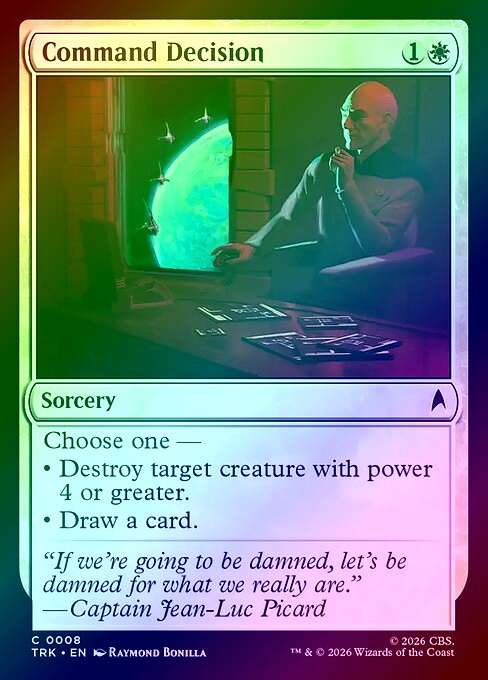 Command Decision 1
Sorcery
Choose one —
• Destroy target creature with power
4 or greater.
• Draw a card.
“If we’re going to be damned, let’s be
damned for what we really are.”
—Captain Jean-Luc Picard
C 0008
TRK • EN Raymond Bonilla
© 2026 CBS.
™ & © 2026 Wizards of the Coast